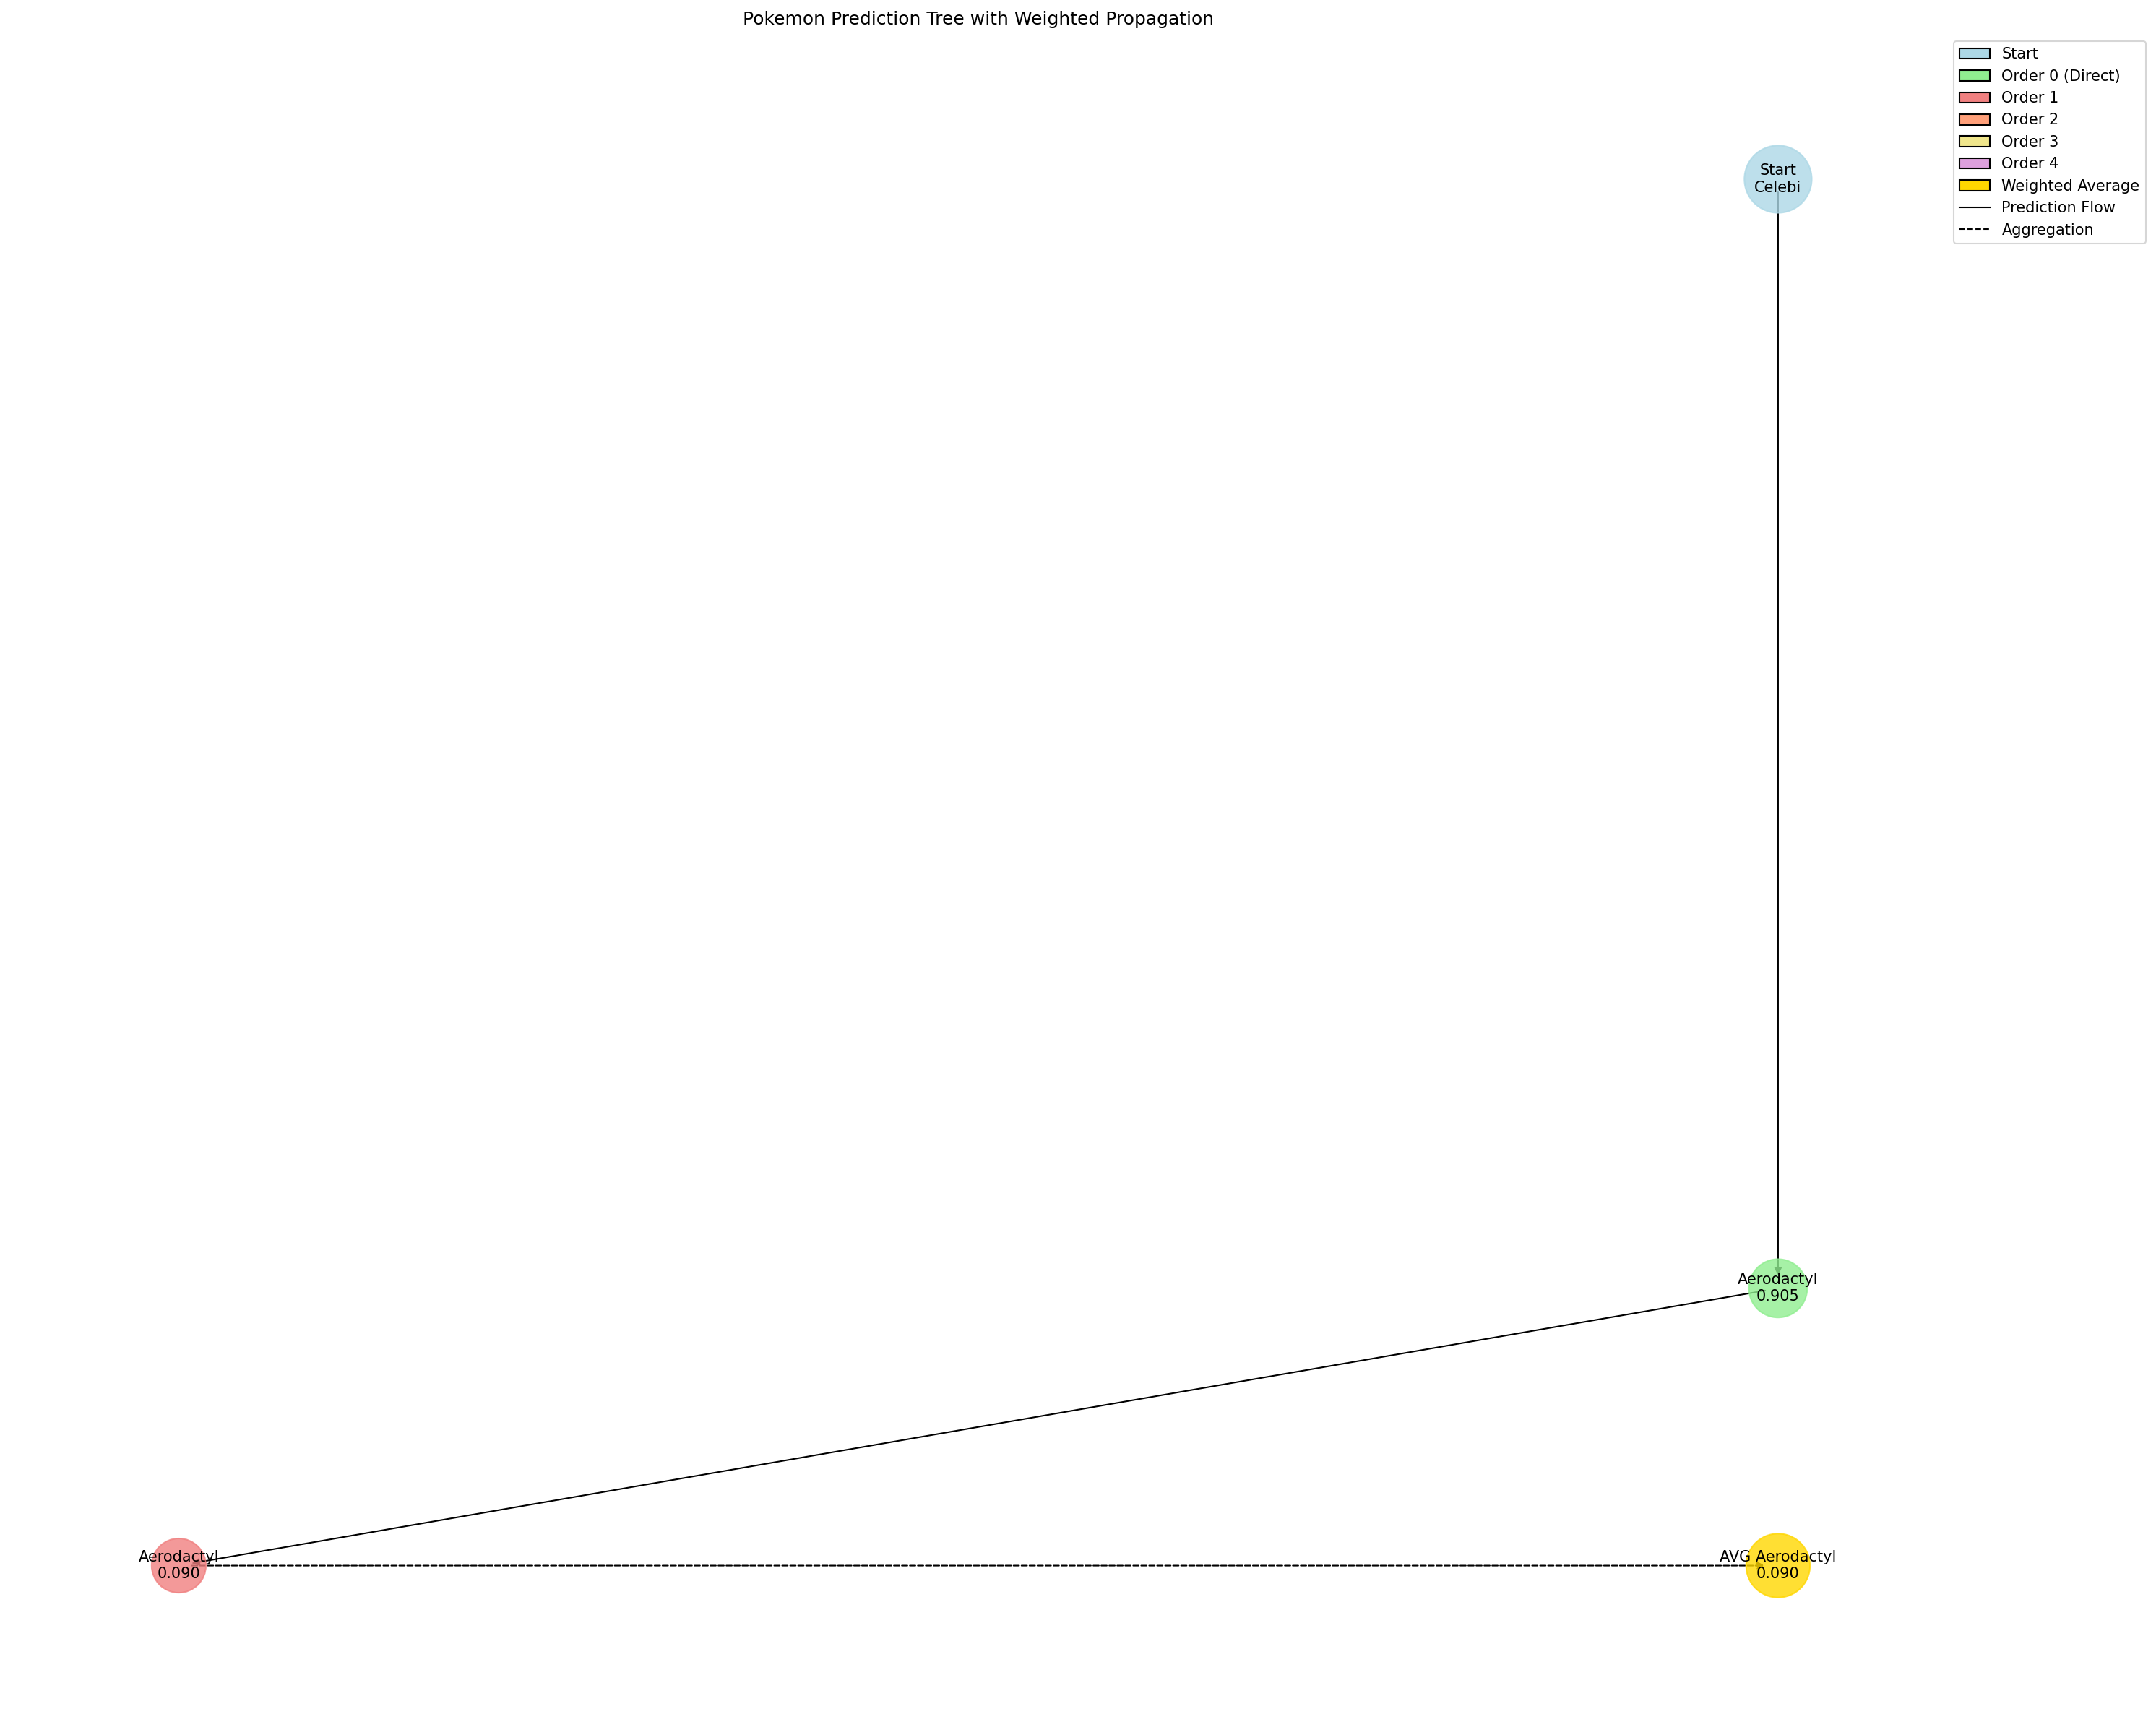 Pokemon Prediction Tree with Weighted Propagation
Start
Order 0 (Direct)
Order 1
Order 2
Order 3
Order 4
Weighted Average
Prediction Flow
Aggregation
Start
Celebi
Aerodactyl
0.905
Aerodactyl
0.090
AVG Aerodactyl
0.090